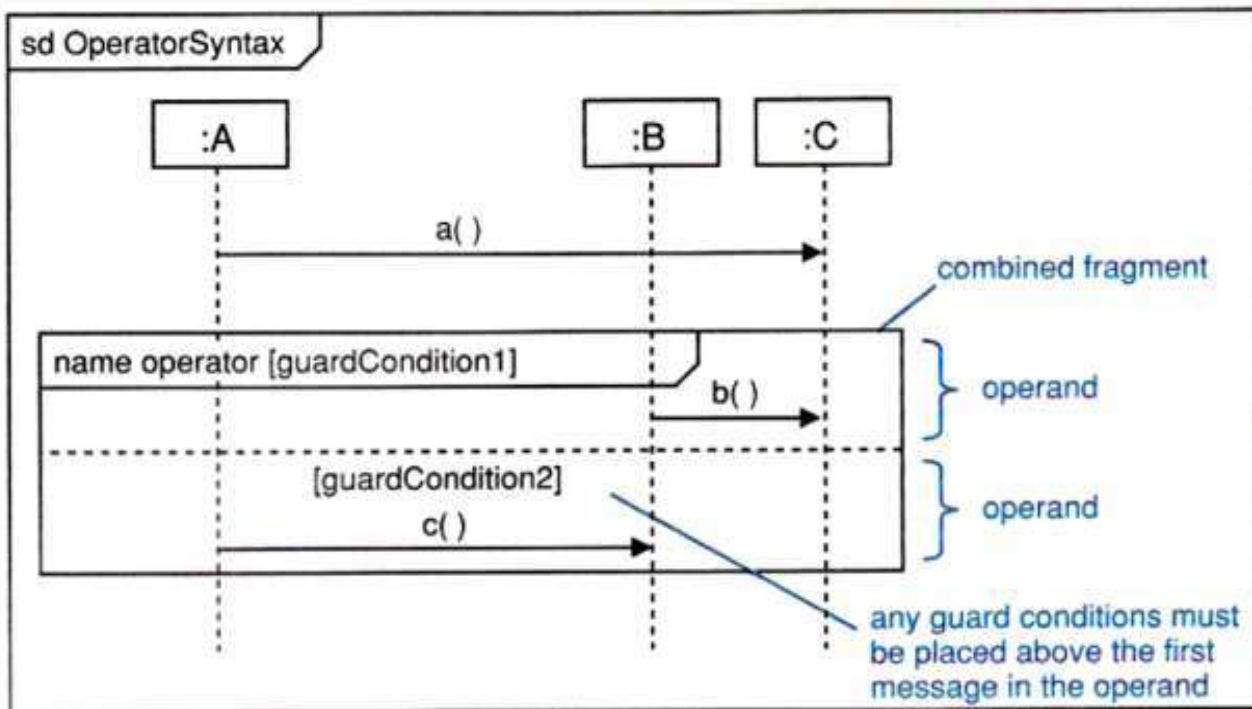 sd OperatorSyntax
:A
:B
:C
a( )
combined fragment
name operator [guardCondition1]
b( )
operand
[guardCondition2]
c( )
operand
any guard conditions must
be placed above the first
message in the operand